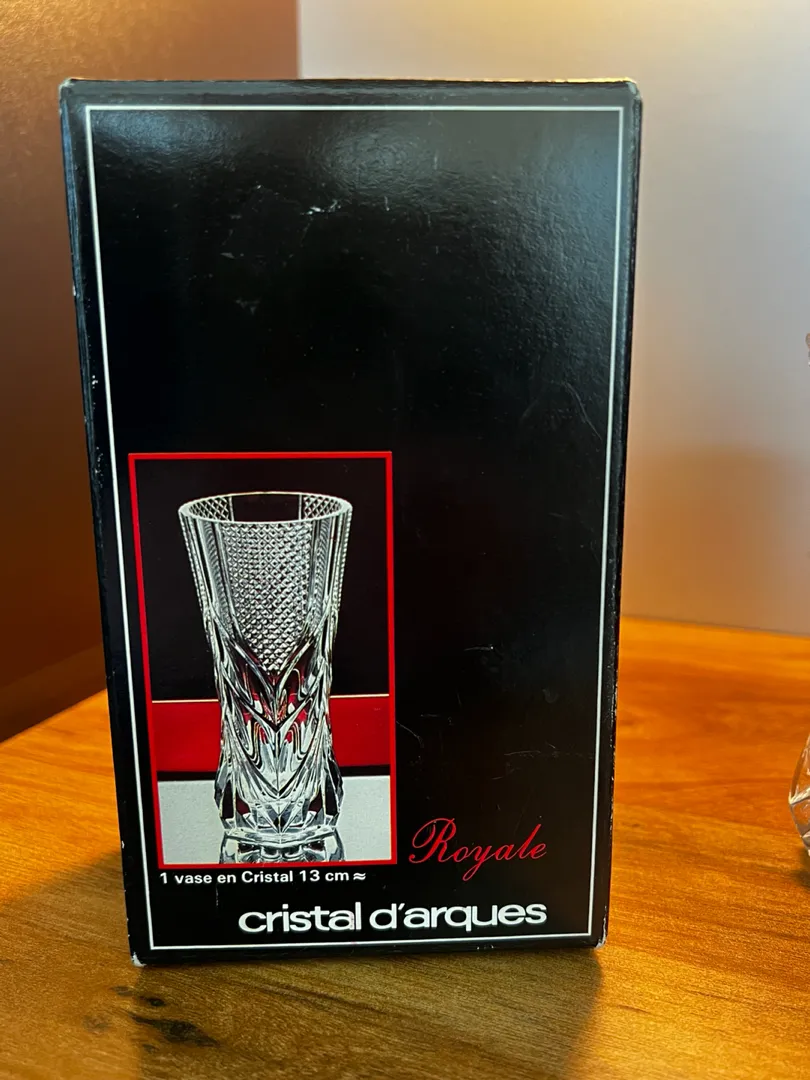 Royale
1 vase en Cristal 13 cm ≈
cristal d'arques